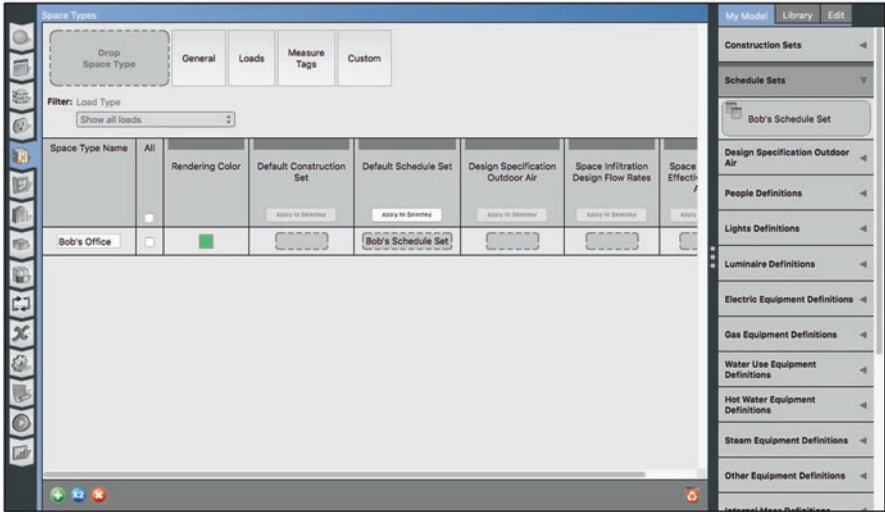 Space Types
Drop
Space Type
General
Loads
Measure
Tags
Custom
Filter: Load Type
Show all loads
Space Type Name
All
Rendering Color
Default Construction
Set
Default Schedule Set
Design Specification
Outdoor Air
Space Infiltration
Design Flow Rates
Space
Effecti
Apply to Selected
Apply to Selected
Apply to Selected
Apply to Selected
Apply
Bob's Office
Bob's Schedule Set
x2
My Model
Library
Edit
Construction Sets
Schedule Sets
Bob's Schedule Set
Design Specification Outdoor
Air
People Definitions
Lights Definitions
Luminaire Definitions
Electric Equipment Definitions
Gas Equipment Definitions
Water Use Equipment
Definitions
Hot Water Equipment
Definitions
Steam Equipment Definitions
Other Equipment Definitions
Internal Mass Definitions